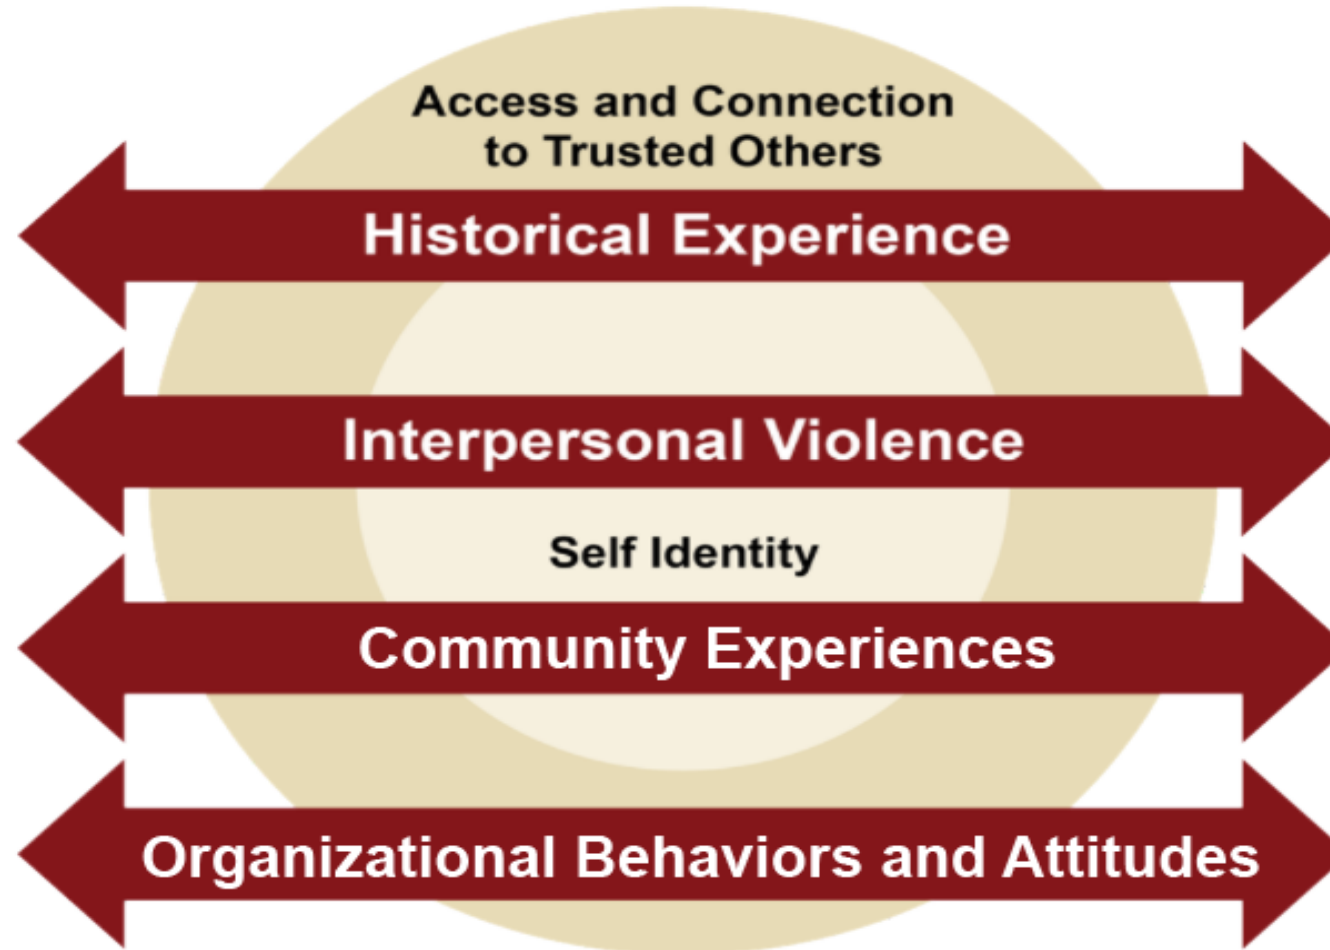 Access and Connection
to Trusted Others
Historical Experience
Interpersonal Violence
Self Identity
Community Experiences
Organizational Behaviors and Attitudes